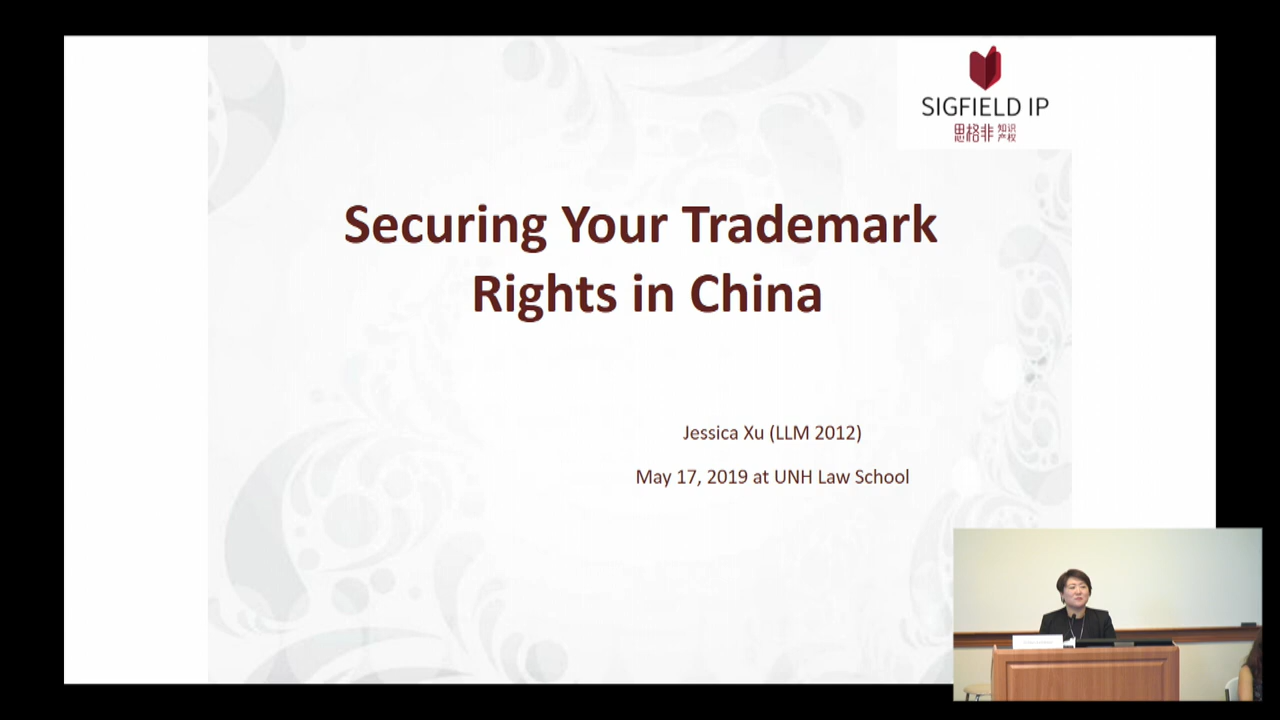 SIGFIELD IP
思格非 知识
产权
Securing Your Trademark
Rights in China
Jessica Xu (LLM 2012)
May 17, 2019 at UNH Law School